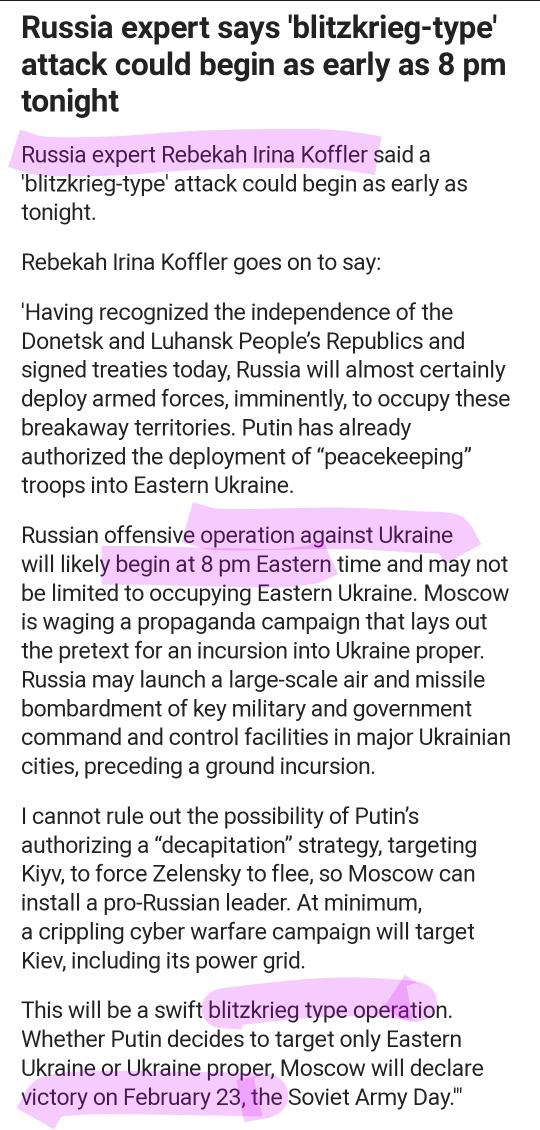 Russia expert says 'blitzkrieg-type'
attack could begin as early as 8 pm
tonight
Russia expert Rebekah Irina Koffler said a
'blitzkrieg-type' attack could begin as early as
tonight.
Rebekah Irina Koffler goes on to say:
'Having recognized the independence of the
Donetsk and Luhansk People’s Republics and
signed treaties today, Russia will almost certainly
deploy armed forces, imminently, to occupy these
breakaway territories. Putin has already
authorized the deployment of “peacekeeping”
troops into Eastern Ukraine.
Russian offensive operation against Ukraine
will likely begin at 8 pm Eastern time and may not
be limited to occupying Eastern Ukraine. Moscow
is waging a propaganda campaign that lays out
the pretext for an incursion into Ukraine proper.
Russia may launch a large-scale air and missile
bombardment of key military and government
command and control facilities in major Ukrainian
cities, preceding a ground incursion.
I cannot rule out the possibility of Putin’s
authorizing a “decapitation” strategy, targeting
Kiyv, to force Zelensky to flee, so Moscow can
install a pro-Russian leader. At minimum,
a crippling cyber warfare campaign will target
Kiev, including its power grid.
This will be a swift blitzkrieg type operation.
Whether Putin decides to target only Eastern
Ukraine or Ukraine proper, Moscow will declare
victory on February 23, the Soviet Army Day.'"